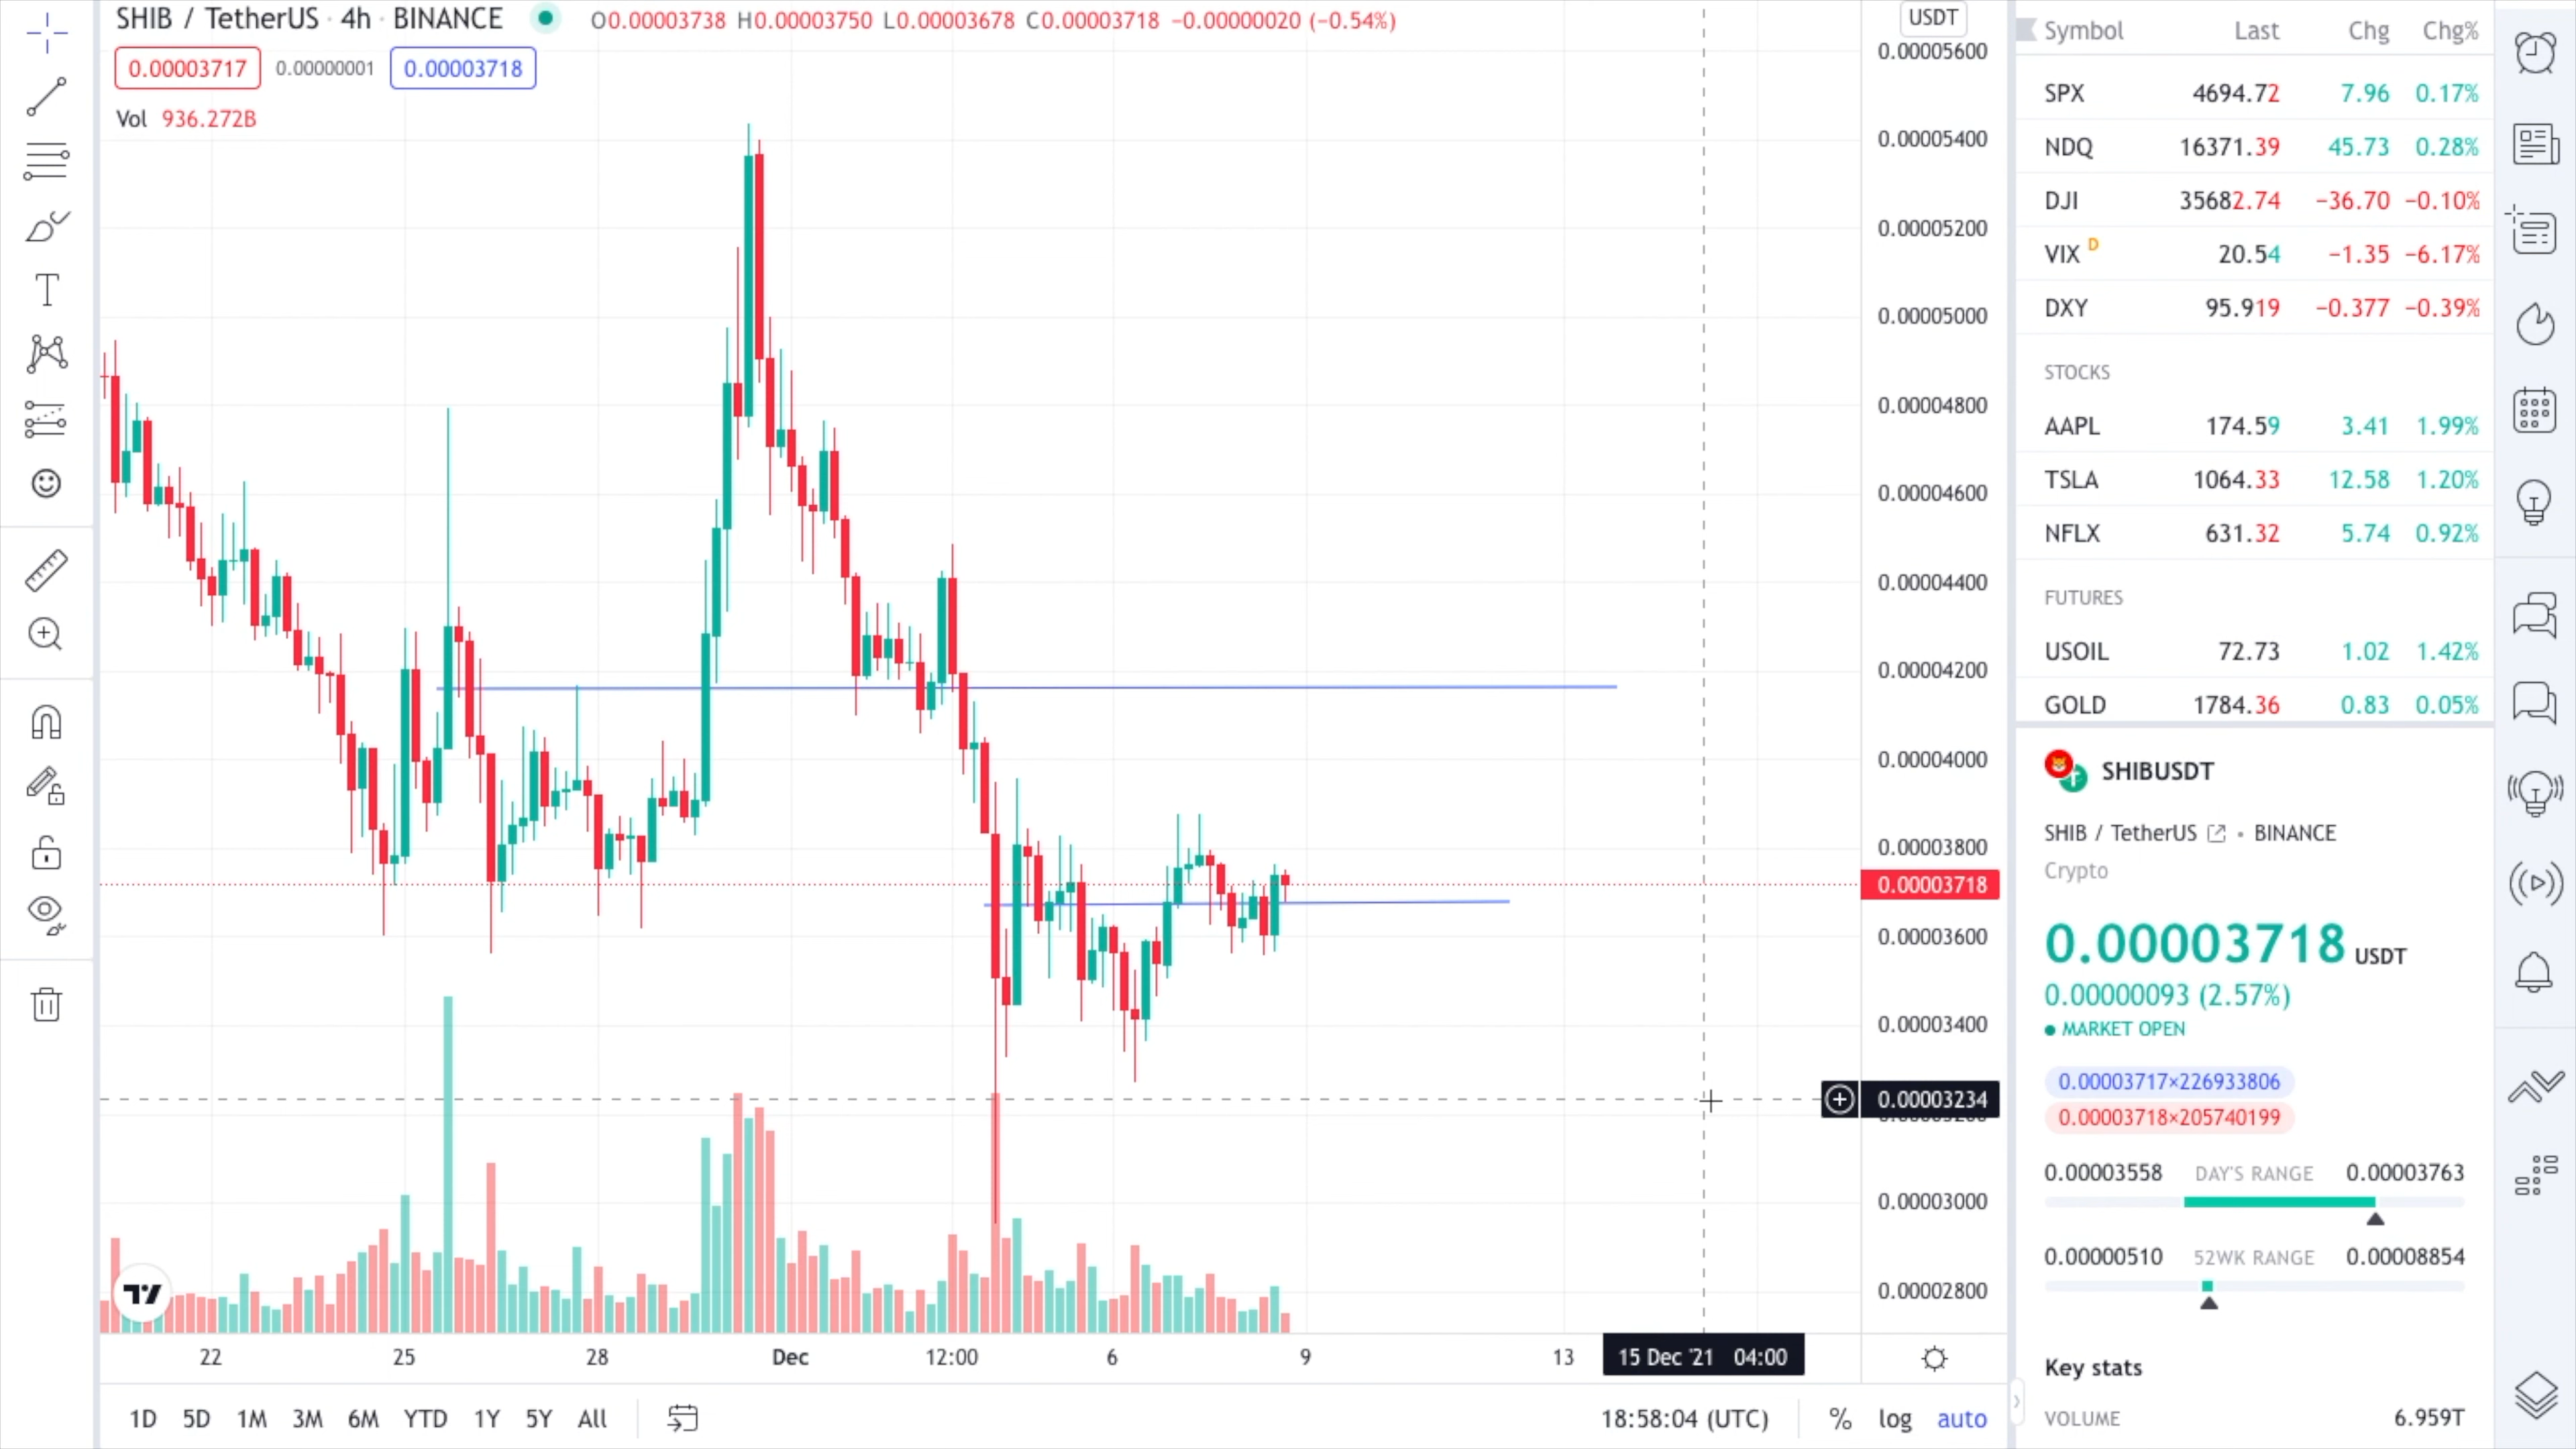 SHIB / TetherUS · 4h · BINANCE O0.00003738 H0.00003750 L0.00003678 C0.00003718 −0.00000020 (−0.54%)
0.00003717 0.00000001 0.00003718
Vol 936.272B
USDT
0.00005600
0.00005400
0.00005200
0.00005000
0.00004800
0.00004600
0.00004400
0.00004200
0.00004000
0.00003800
0.00003718
0.00003600
0.00003400
0.00003234
0.00003000
0.00002800
22 25 28 Dec 12:00 6 9 13 15 Dec '21 04:00
1D 5D 1M 3M 6M YTD 1Y 5Y All 18:58:04 (UTC) % log auto
Symbol Last Chg Chg%
SPX 4694.72 7.96 0.17%
NDQ 16371.39 45.73 0.28%
DJI 35682.74 −36.70 −0.10%
VIX D 20.54 −1.35 −6.17%
DXY 95.919 −0.377 −0.39%
STOCKS
AAPL 174.59 3.41 1.99%
TSLA 1064.33 12.58 1.20%
NFLX 631.32 5.74 0.92%
FUTURES
USOIL 72.73 1.02 1.42%
GOLD 1784.36 0.83 0.05%
SHIBUSDT
SHIB / TetherUS • BINANCE
Crypto
0.00003718 USDT
0.00000093 (2.57%)
MARKET OPEN
0.00003717×226933806
0.00003718×205740199
0.00003558 DAY'S RANGE 0.00003763
0.00000510 52WK RANGE 0.00008854
Key stats
VOLUME 6.959T